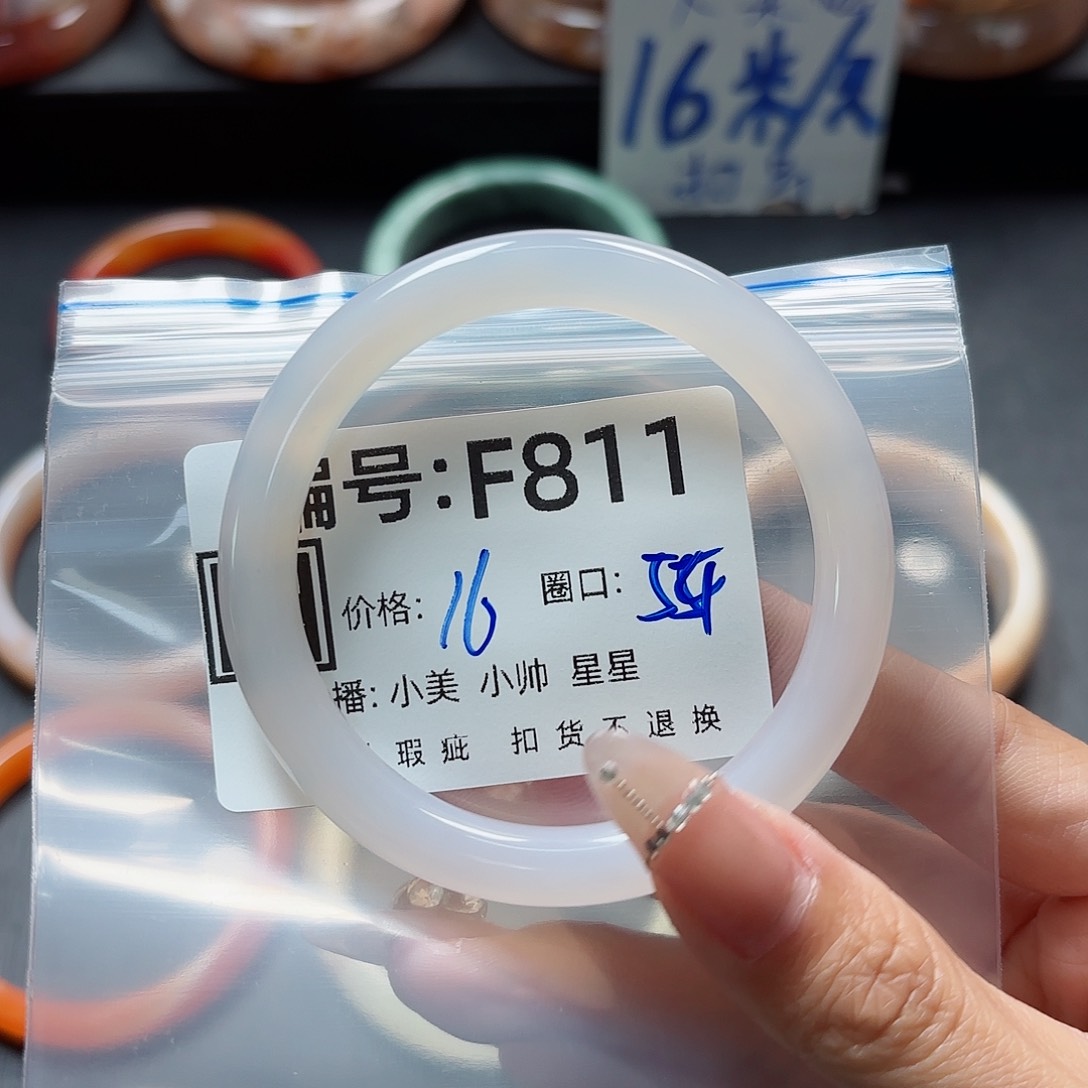 16米/条
编号:F811
价格:16 圈口:54
播:小美 小帅 星星
瑕疵 扣货不退换